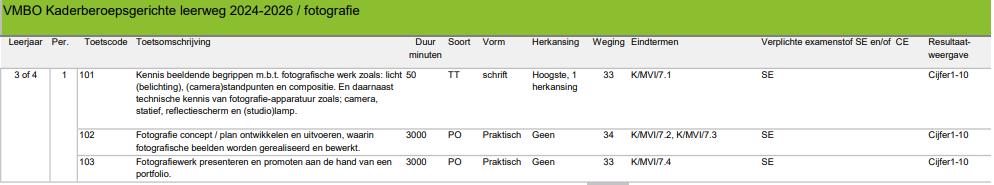 VMBO Kaderberoepsgerichte leerweg 2024-2026 / fotografie
Leerjaar Per. Toetscode Toetsomschrijving Duur minuten Soort Vorm Herkansing Weging Eindtermen Verplichte examenstof SE en/of CE Resultaat-weergave
3 of 4 1 101 Kennis beeldende begrippen m.b.t. fotografische werk zoals: licht 50 TT schrift Hoogste, 1 33 K/MVI/7.1 SE Cijfer1-10
(belichting), (camera)standpunten en compositie. En daarnaast herkansing
technische kennis van fotografie-apparatuur zoals; camera,
statief, reflectiescherm en (studio)lamp.
102 Fotografie concept / plan ontwikkelen en uitvoeren, waarin 3000 PO Praktisch Geen 34 K/MVI/7.2, K/MVI/7.3 SE Cijfer1-10
fotografische beelden worden gerealiseerd en bewerkt.
103 Fotografiewerk presenteren en promoten aan de hand van een 3000 PO Praktisch Geen 33 K/MVI/7.4 SE Cijfer1-10
portfolio.